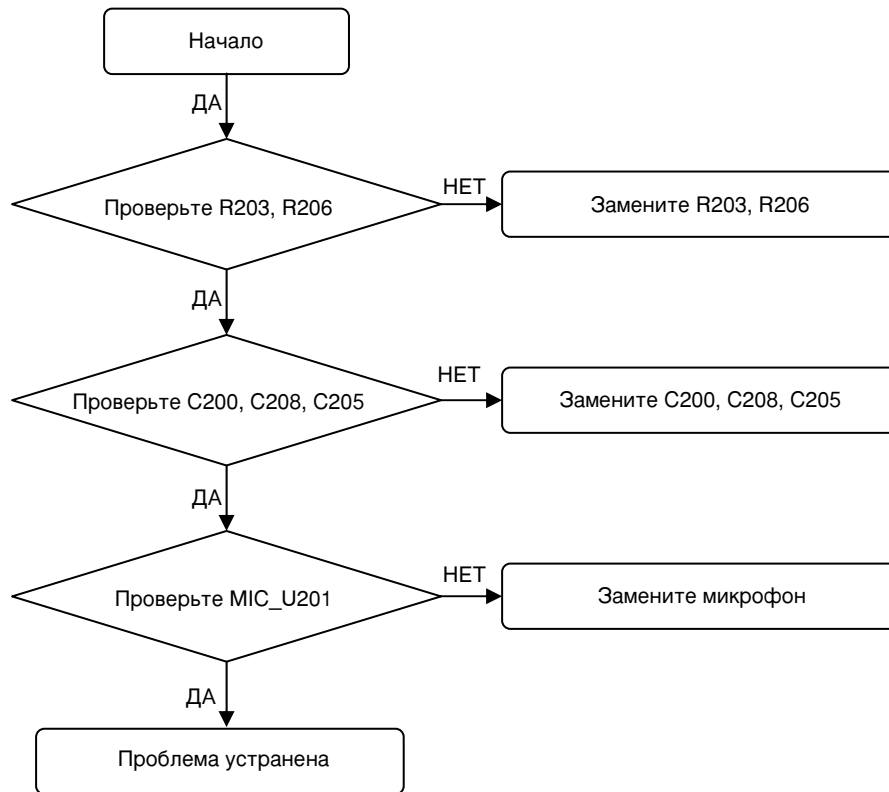 Начало
ДА
Проверьте R203, R206
НЕТ
Замените R203, R206
ДА
Проверьте C200, C208, C205
НЕТ
Замените C200, C208, C205
ДА
Проверьте MIC_U201
НЕТ
Замените микрофон
ДА
Проблема устранена